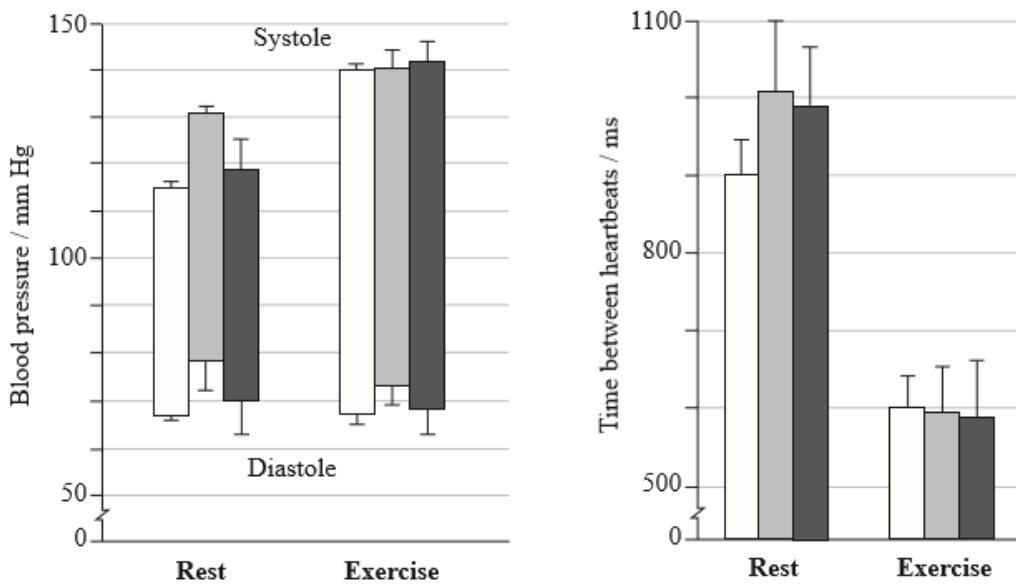 150
Systole
100
Diastole
50
0
Blood pressure / mm Hg
Rest
Exercise
1100
800
500
0
Time between heartbeats / ms
Rest
Exercise